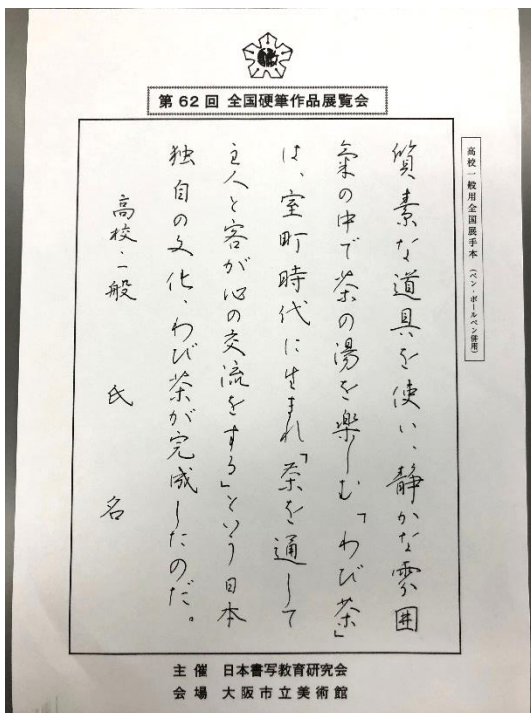 第62回 全国硬筆作品展覧会
高校一般用全国展手本（ペン・ボールペン併用）
質素な道具を使い、静かな雰囲
氣の中で茶の湯を楽しむ「わび茶」
は、室町時代に生まれ「茶を通して
主人と客が心の交流をする」という日本
独自の文化、わび茶が完成したのだ。
高校・一般 氏名
主催 日本書写教育研究会
会場 大阪市立美術館